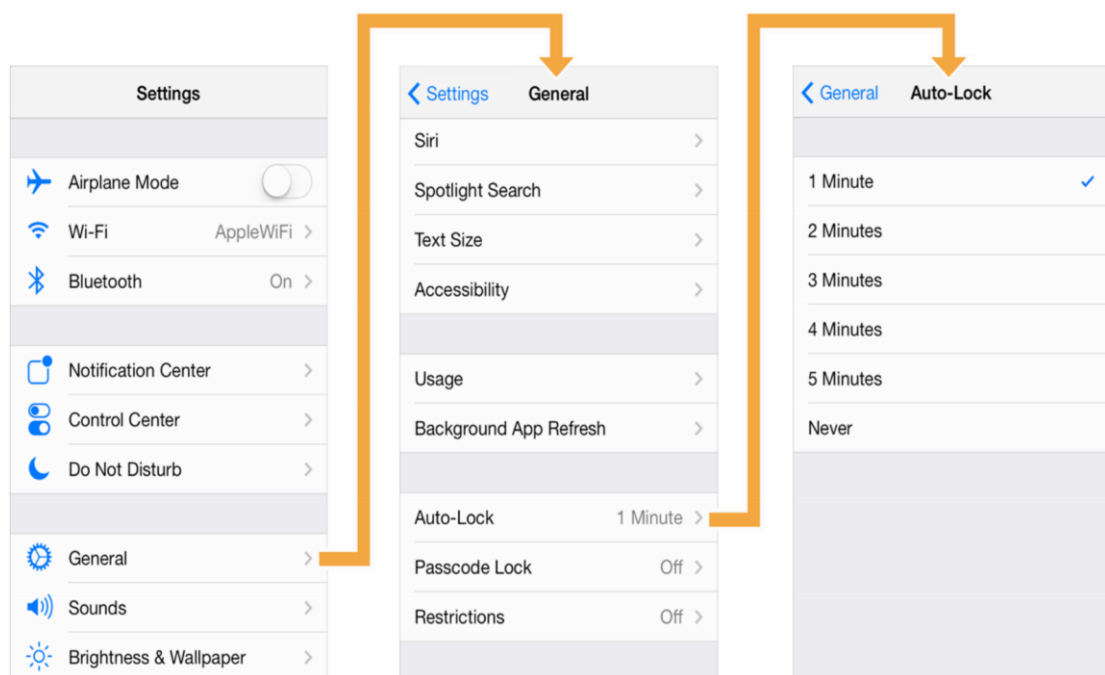 Settings
Airplane Mode
Wi-Fi AppleWiFi
Bluetooth On
Notification Center
Control Center
Do Not Disturb
General
Sounds
Brightness & Wallpaper
Settings General
Siri
Spotlight Search
Text Size
Accessibility
Usage
Background App Refresh
Auto-Lock 1 Minute
Passcode Lock Off
Restrictions Off
General Auto-Lock
1 Minute
2 Minutes
3 Minutes
4 Minutes
5 Minutes
Never